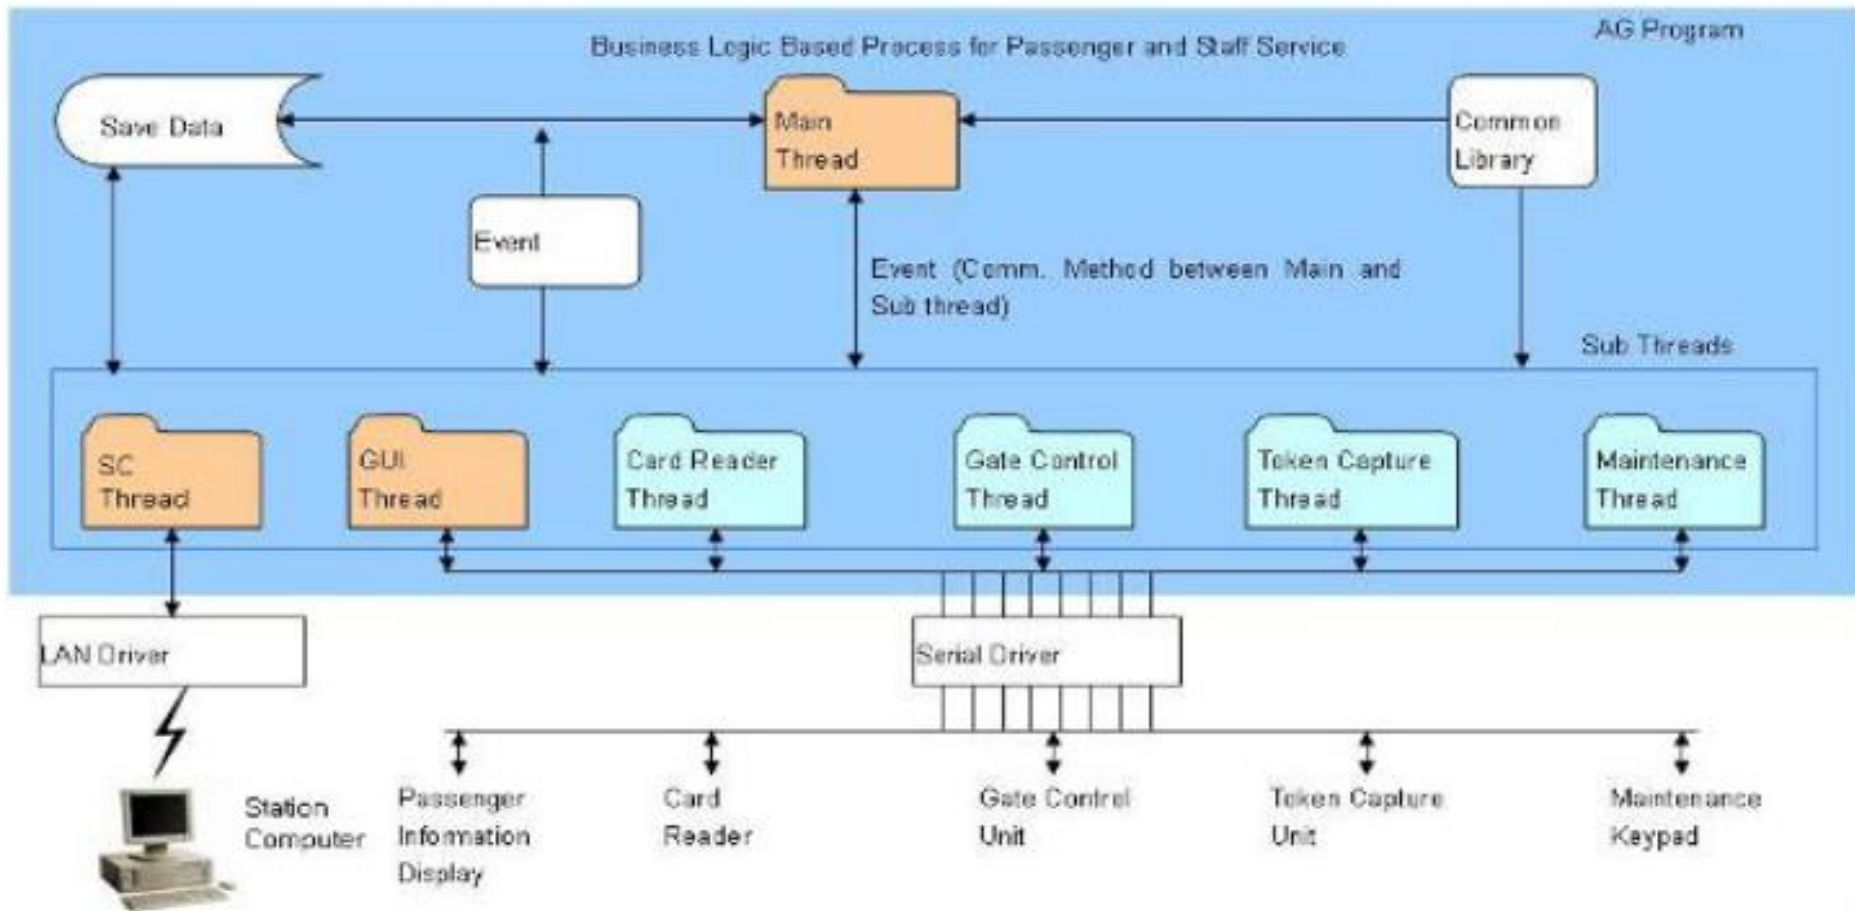 AG Program
Business Logic Based Process for Passenger and Staff Service
Save Data
Main
Thread
Common
Library
Event
Event (Comm. Method between Main and
Sub thread)
Sub Threads
SC
Thread
GUI
Thread
Card Reader
Thread
Gate Control
Thread
Token Capture
Thread
Maintenance
Thread
LAN Driver
Serial Driver
Station
Computer
Passenger
Information
Display
Card
Reader
Gate Control
Unit
Token Capture
Unit
Maintenance
Keypad